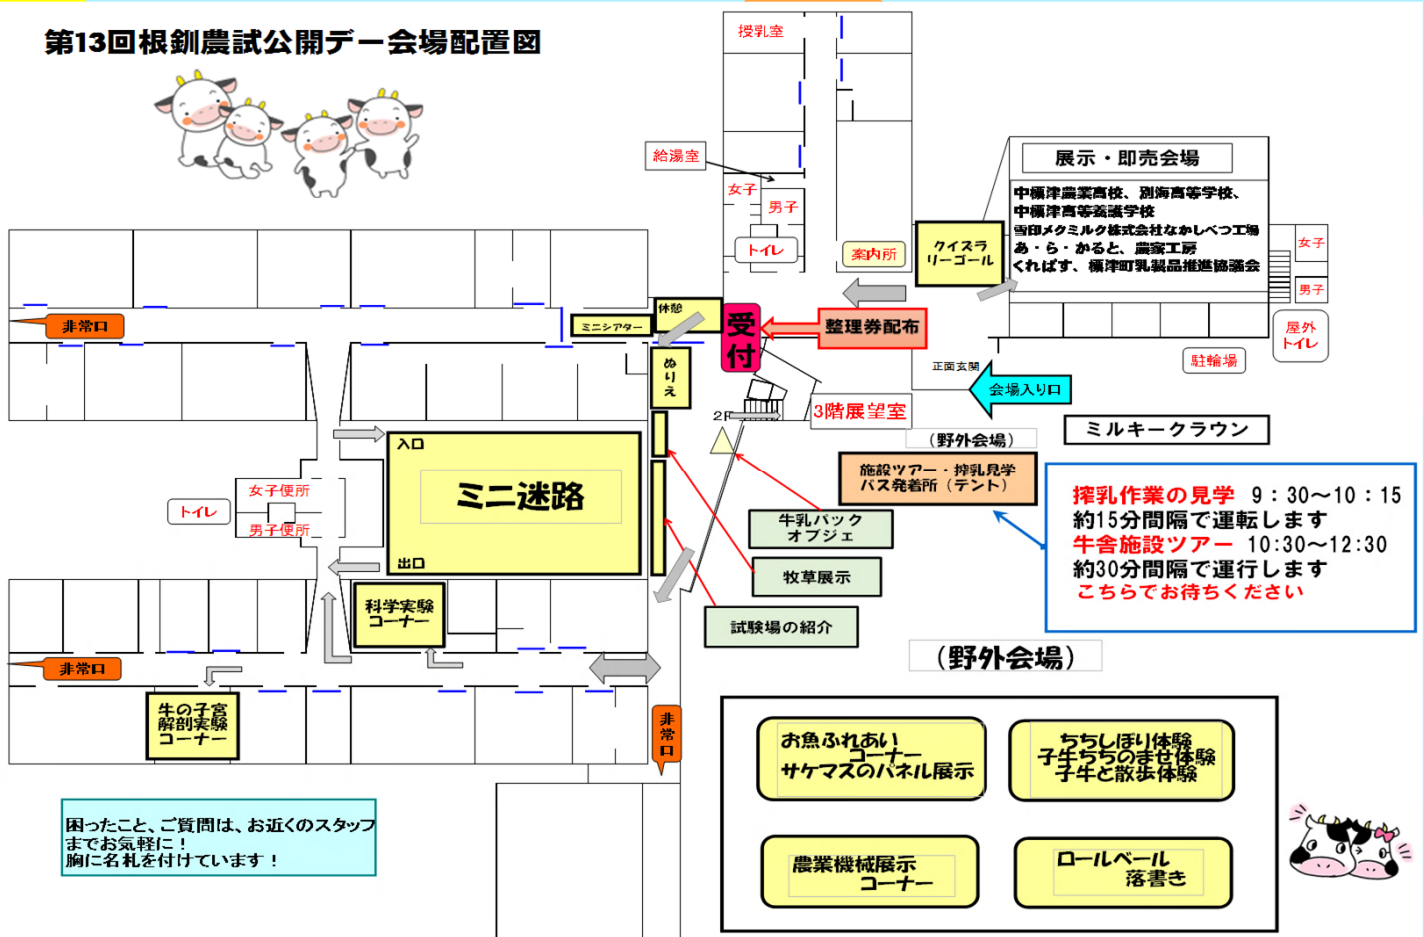 第13回根釧農試公開デー会場配置図
授乳室
給湯室
女子
男子
トイレ
案内所
クイズラ
リーゴール
展示・即売会場
中標津農業高校、別海高等学校、
中標津高等養護学校
雪印メグミルク株式会社なかしべつ工場
あ・ら・かると、農家工房
くればす、標津町乳製品推進協議会
女子
男子
屋外
トイレ
駐輪場
非常口
ミニシアター
休憩
受付
整理券配布
正面玄関
会場入り口
ぬりえ
2F
3階展望室
ミルキークラウン
(野外会場)
施設ツアー・搾乳見学
バス発着所(テント)
搾乳作業の見学 9:30~10:15
約15分間隔で運転します
牛舎施設ツアー 10:30~12:30
約30分間隔で運行します
こちらでお待ちください
入口
ミニ迷路
出口
女子便所
トイレ
男子便所
牛乳パック
オブジェ
牧草展示
試験場の紹介
科学実験
コーナー
非常口
牛の子宮
解剖実験
コーナー
非常口
(野外会場)
お魚ふれあい
コーナー
サケマスのパネル展示
ちちしぼり体験
子牛ちちのませ体験
子牛と散歩体験
農業機械展示
コーナー
ロールベール
落書き
困ったこと、ご質問は、お近くのスタッフ
までお気軽に!
胸に名札を付けています!